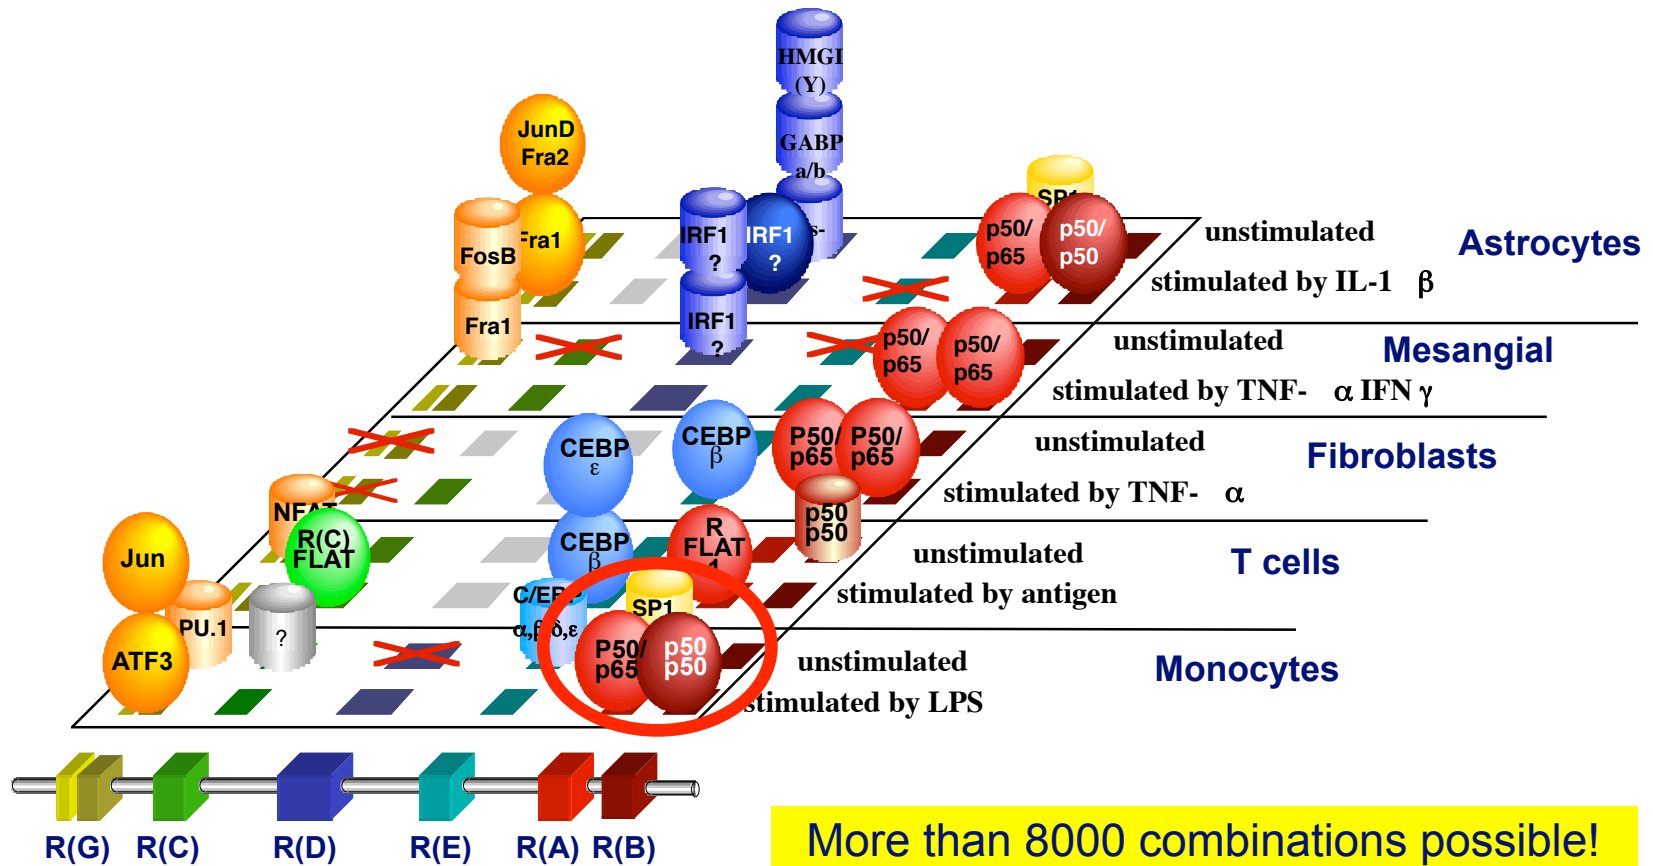 HMGI
(Y)
GABP
a/b
s-
JunD
Fra2
Fra1
FosB
Fra1
IRF1
?
IRF1
?
IRF1
?
SP1
p50/
p65
p50/
p50
unstimulated
Astrocytes
stimulated by IL-1 β
p50/
p65
p50/
p65
unstimulated
Mesangial
stimulated by TNF- α IFN γ
CEBP
ε
CEBP
β
P50/
p65
P50/
p65
unstimulated
Fibroblasts
stimulated by TNF- α
NFAT
R(C)
FLAT
CEBP
β
R
FLAT
1
p50
p50
unstimulated
T cells
stimulated by antigen
Jun
ATF3
PU.1
?
C/EBP
α,β,δ,ε
SP1
P50/
p65
p50
p50
unstimulated
Monocytes
stimulated by LPS
R(G) R(C) R(D) R(E) R(A) R(B)
More than 8000 combinations possible!